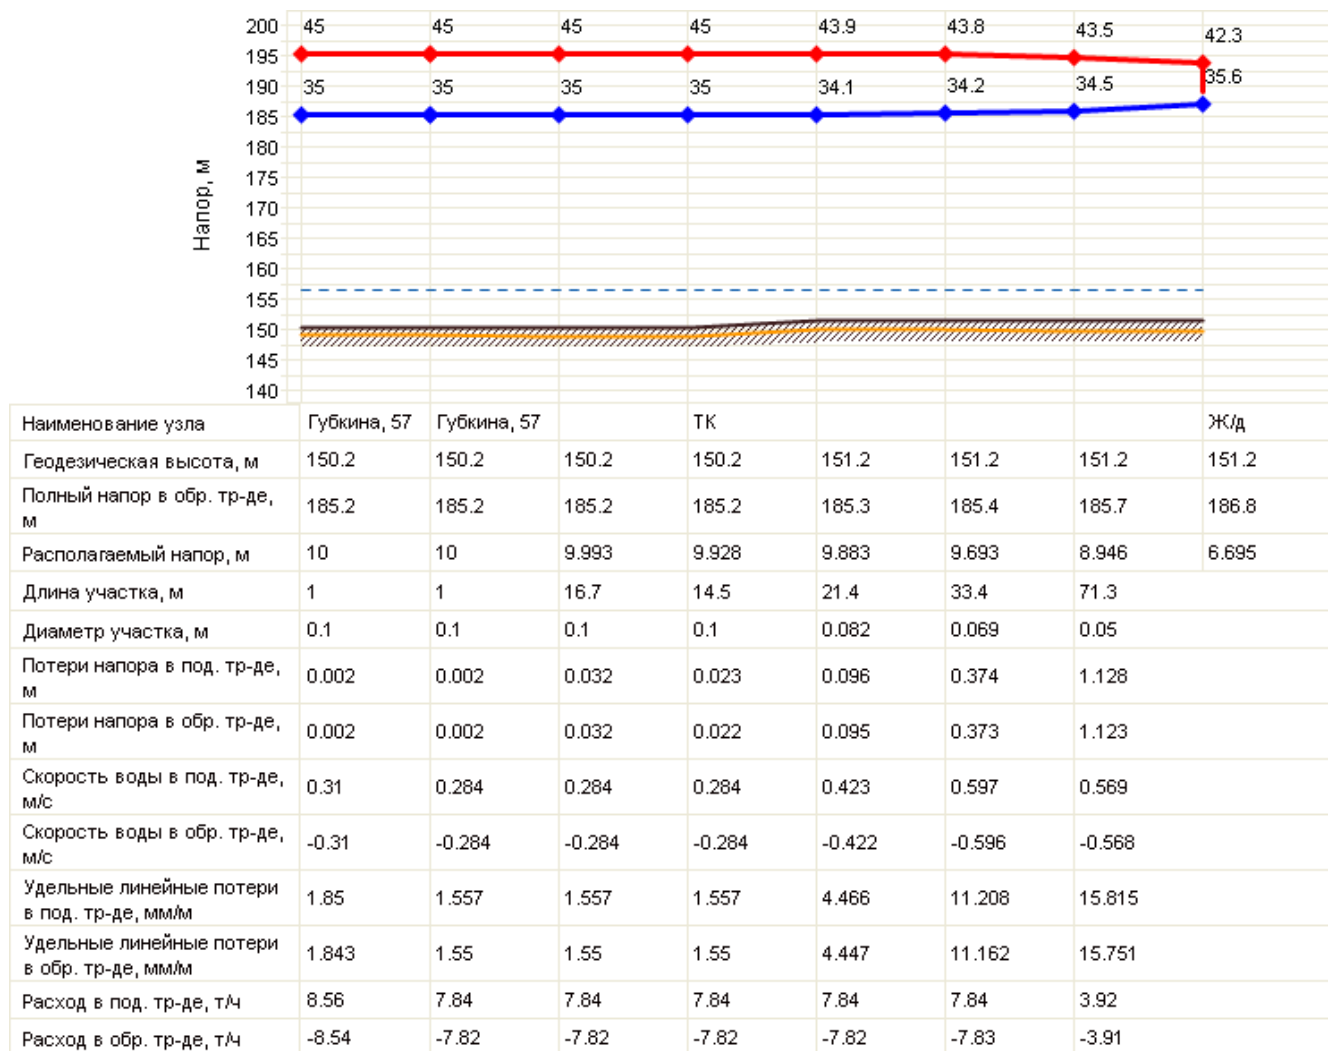 200 45 45 45 45 43.9 43.8 43.5 42.3
195
190 35 35 35 35 34.1 34.2 34.5 35.6
185
180
175
170
165
160
155
150
145
140
Напор, м
Наименование узла Губкина, 57 Губкина, 57 ТК Ж/д
Геодезическая высота, м 150.2 150.2 150.2 150.2 151.2 151.2 151.2 151.2
Полный напор в обр. тр-де,
м 185.2 185.2 185.2 185.2 185.3 185.4 185.7 186.8
Располагаемый напор, м 10 10 9.993 9.928 9.883 9.693 8.946 6.695
Длина участка, м 1 1 16.7 14.5 21.4 33.4 71.3
Диаметр участка, м 0.1 0.1 0.1 0.1 0.082 0.069 0.05
Потери напора в под. тр-де,
м 0.002 0.002 0.032 0.023 0.096 0.374 1.128
Потери напора в обр. тр-де,
м 0.002 0.002 0.032 0.022 0.095 0.373 1.123
Скорость воды в под. тр-де,
м/с 0.31 0.284 0.284 0.284 0.423 0.597 0.569
Скорость воды в обр. тр-де,
м/с -0.31 -0.284 -0.284 -0.284 -0.422 -0.596 -0.568
Удельные линейные потери
в под. тр-де, мм/м 1.85 1.557 1.557 1.557 4.466 11.208 15.815
Удельные линейные потери
в обр. тр-де, мм/м 1.843 1.55 1.55 1.55 4.447 11.162 15.751
Расход в под. тр-де, т/ч 8.56 7.84 7.84 7.84 7.84 7.84 3.92
Расход в обр. тр-де, т/ч -8.54 -7.82 -7.82 -7.82 -7.82 -7.83 -3.91